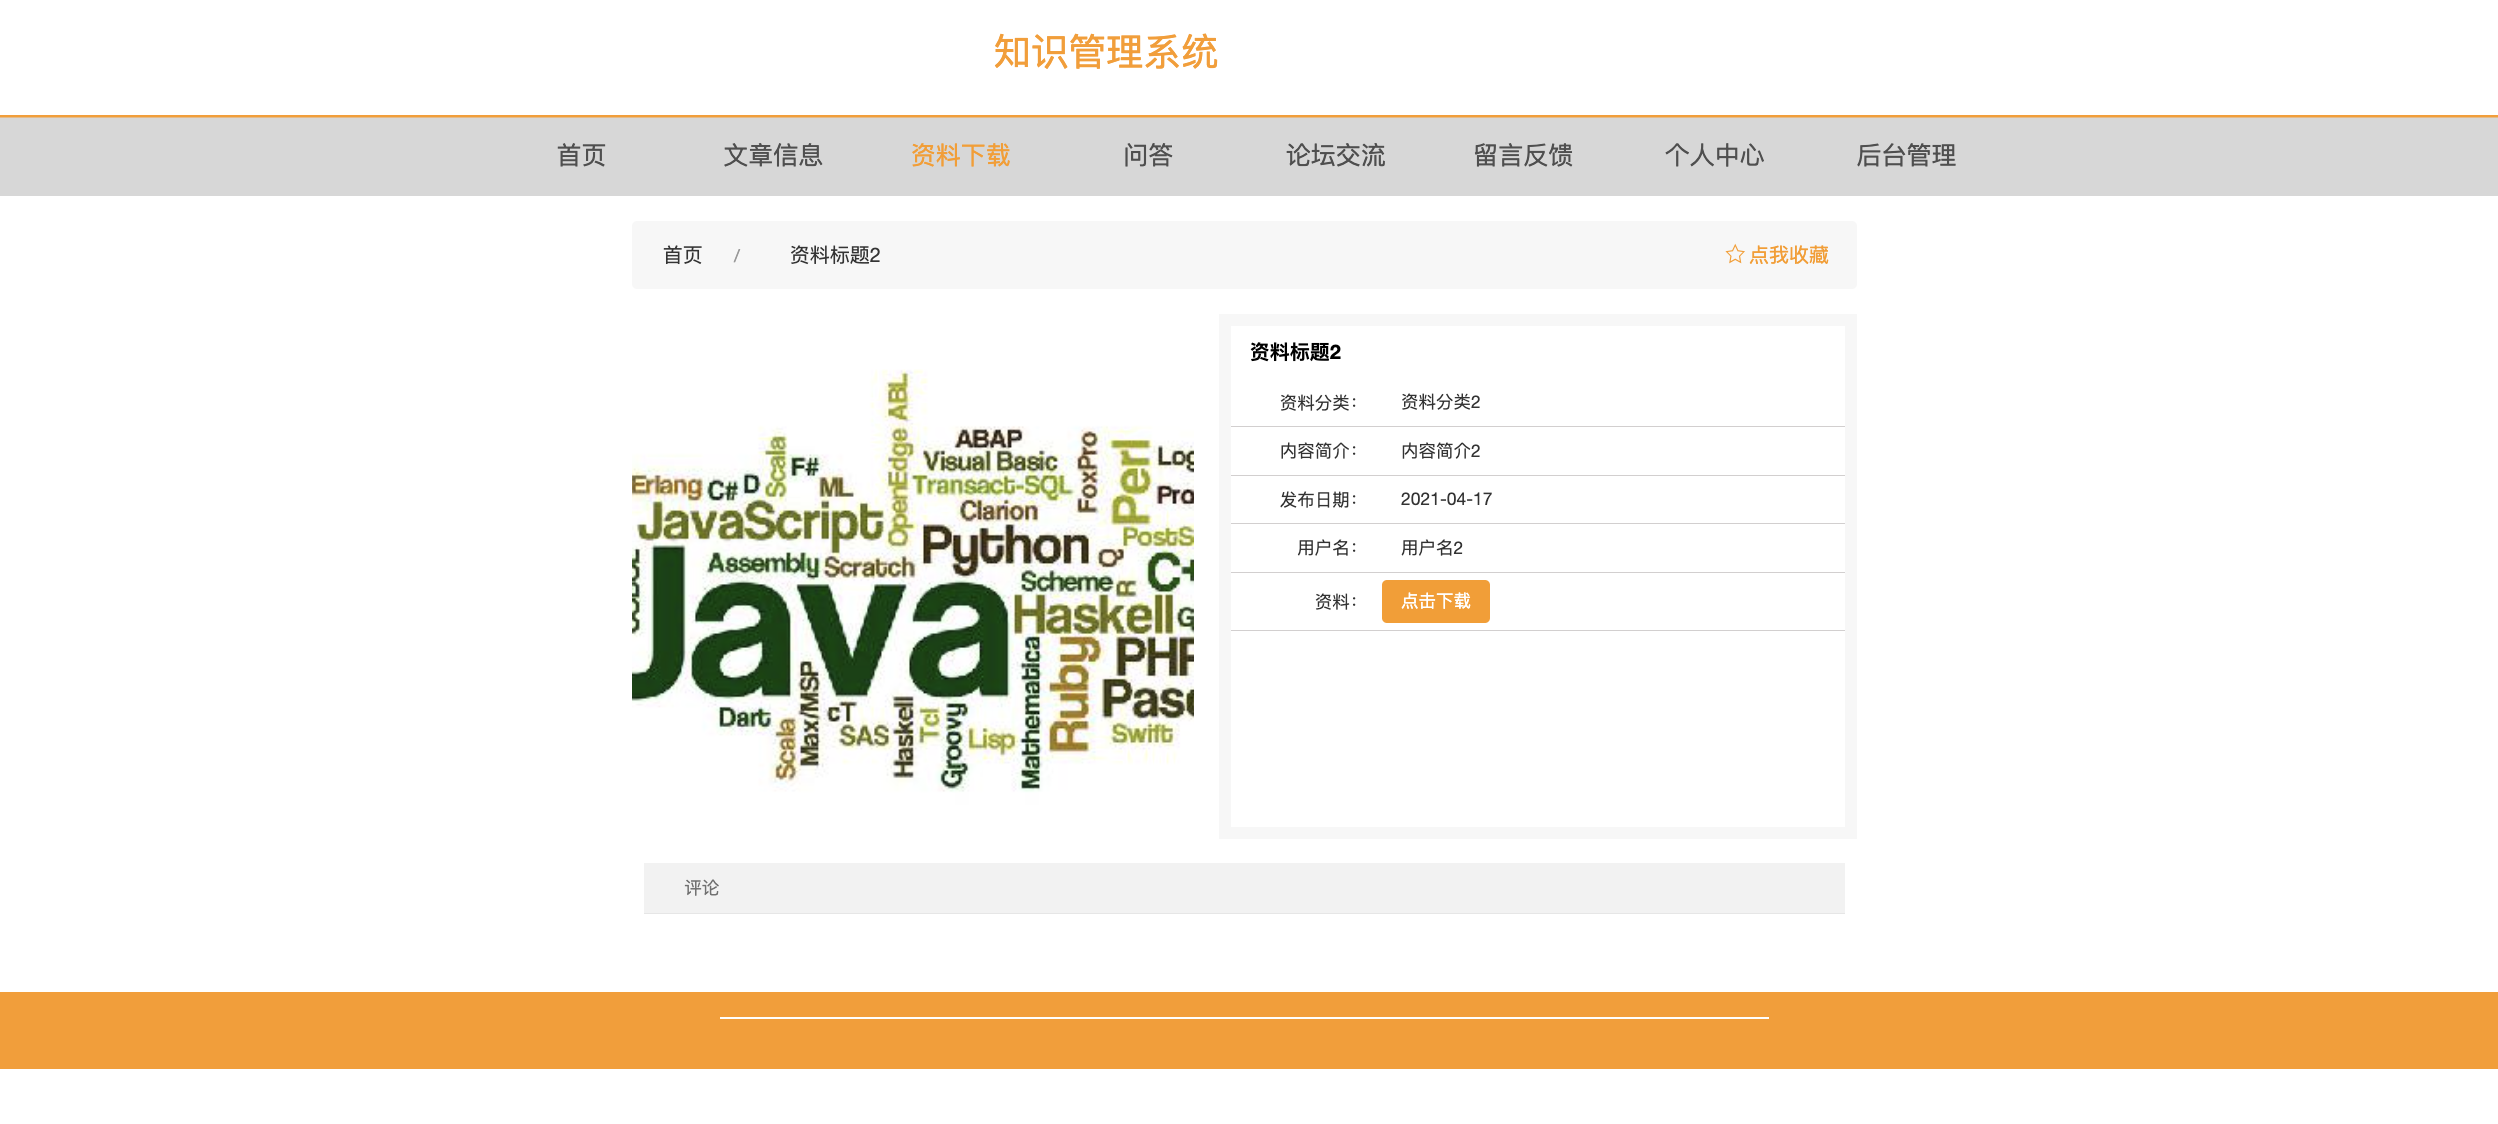 知识管理系统
首页 文章信息 资料下载 问答 论坛交流 留言反馈 个人中心 后台管理
首页 / 资料标题2 点我收藏
OpenEdge ABL
ABAP
Visual Basic
FoxPro
Perl
Log
Scala
F#
Erlang C# D ML Transact-SQL Pro
JavaScript Clarion
Python PostS
Assembly Scratch Q C+
Scheme R
Java Haskell G
Ruby PHP
Mathematica
Max/MSP Pasc
Dart cT
Scala SAS Haskell Tcl Groovy Lisp Swift
资料标题2
资料分类： 资料分类2
内容简介： 内容简介2
发布日期： 2021-04-17
用户名： 用户名2
资料： 点击下载
评论